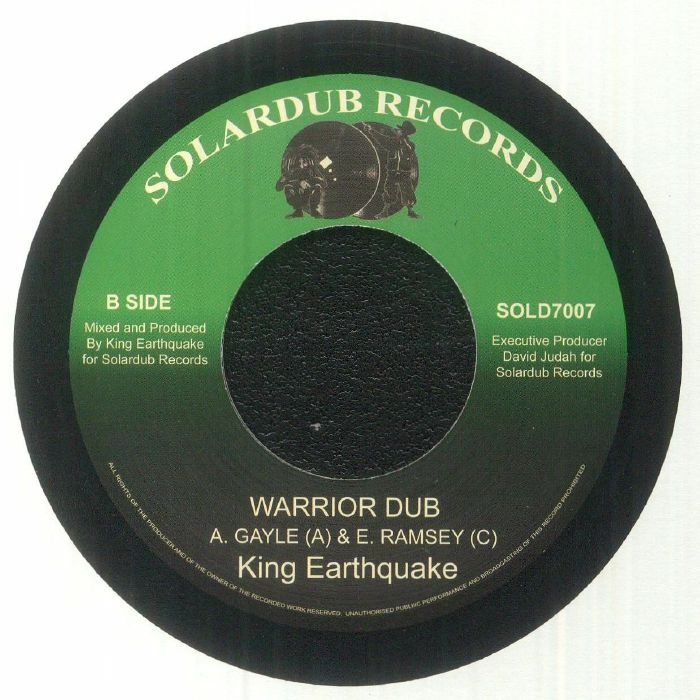 SOLARDUB RECORDS
B SIDE
Mixed and Produced
By King Earthquake
for Solardub Records
SOLD7007
Executive Producer
David Judah for
Solardub Records
WARRIOR DUB
A. GAYLE (A) & E. RAMSEY (C)
King Earthquake
ALL RIGHTS OF THE PRODUCER AND OF THE OWNER OF THE RECORDED WORK RESERVED. UNAUTHORISED PUBLWC PERFORMANCE AND BROADCASTING OF THIS RECORD PROHIBITED